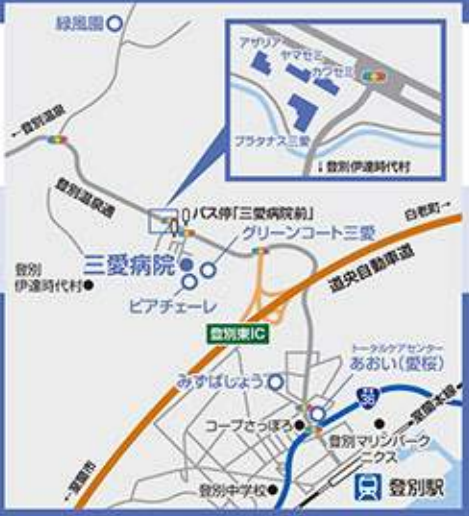 緑風園
アザリア
ヤマセミ
カワセミ
プラタナス三愛
↓登別伊達時代村
←登別温泉
登別温泉通
バス停「三愛病院前」
グリーンコート三愛
白老町→
三愛病院
道央自動車道
登別
伊達時代村
ピアチェーレ
登別東IC
トータルケアセンター
あおい(愛桜)
みずばしょう
36
室蘭本線
コープさっぽろ
登別マリンパーク
ニクス
←室蘭市
登別中学校
登別駅